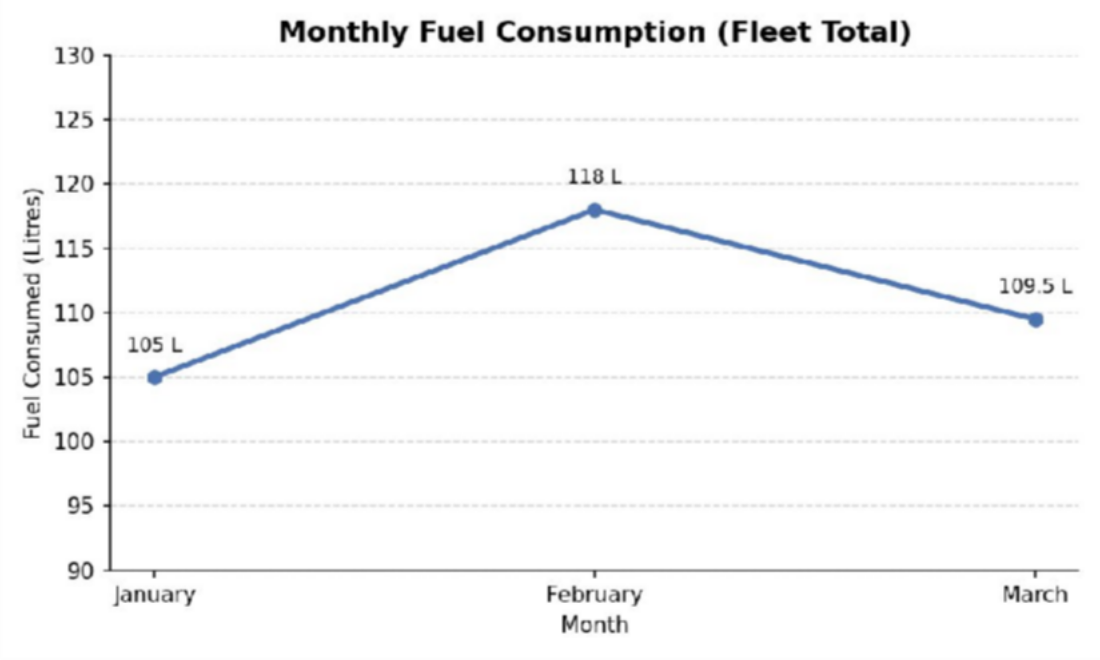 Monthly Fuel Consumption (Fleet Total)
130
125
120
115
110
105
100
95
90
Fuel Consumed (Litres)
105 L
118 L
109.5 L
January
February
March
Month